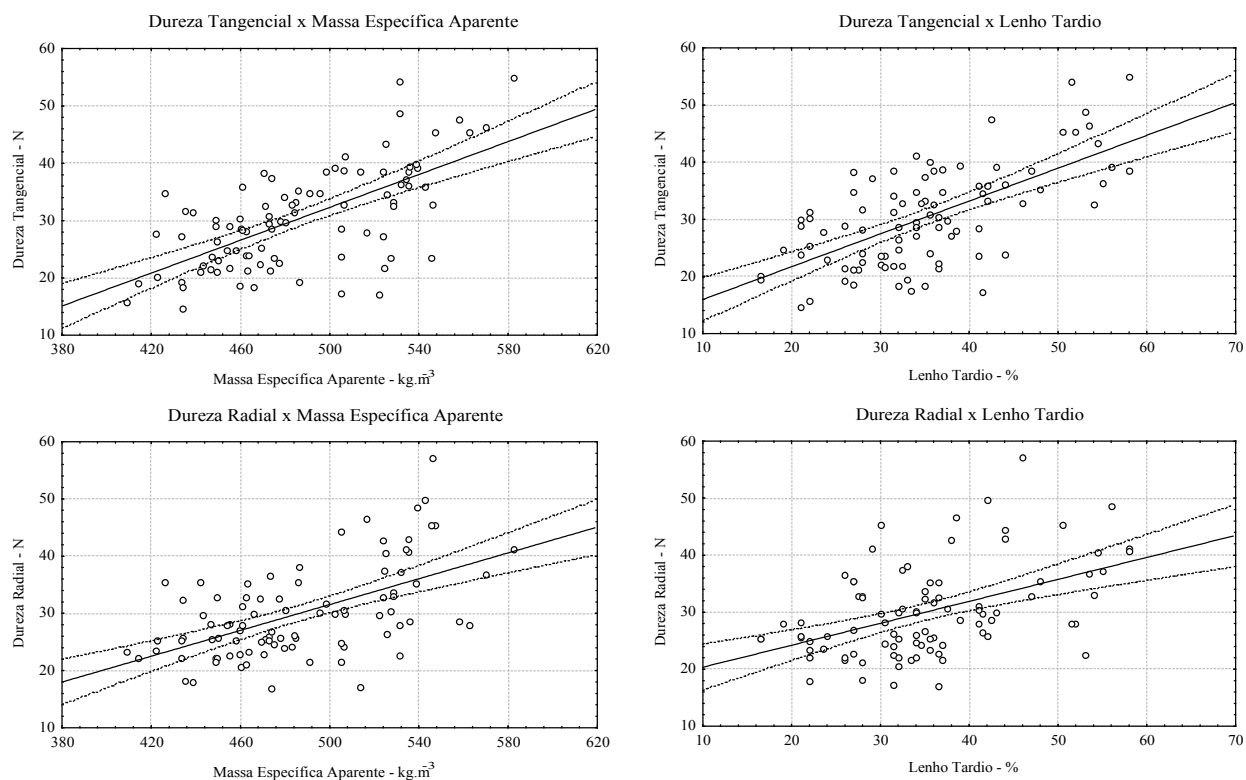 Dureza Tangencial x Massa Específica Aparente
60
50
40
30
20
10
Dureza Tangencial - N
380 420 460 500 540 580 620
Massa Específica Aparente - kg.m⁻³
Dureza Tangencial x Lenho Tardio
60
50
40
30
20
10
Dureza Tangencial - N
10 20 30 40 50 60 70
Lenho Tardio - %
Dureza Radial x Massa Específica Aparente
60
50
40
30
20
10
Dureza Radial - N
380 420 460 500 540 580 620
Massa Específica Aparente - kg.m⁻³
Dureza Radial x Lenho Tardio
60
50
40
30
20
10
Dureza Radial - N
10 20 30 40 50 60 70
Lenho Tardio - %